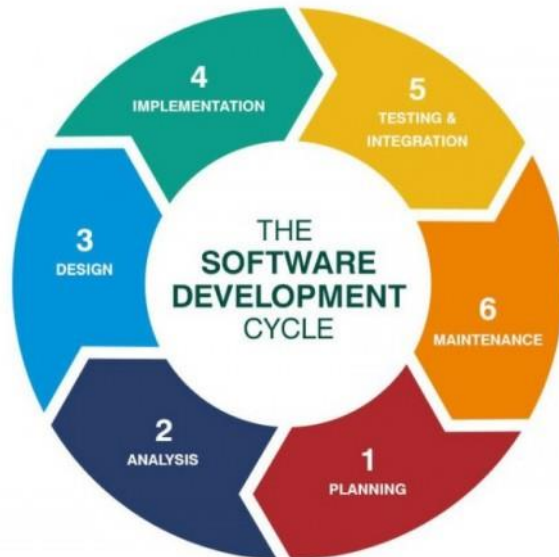 THE
SOFTWARE
DEVELOPMENT
CYCLE
1
PLANNING
2
ANALYSIS
3
DESIGN
4
IMPLEMENTATION
5
TESTING &
INTEGRATION
6
MAINTENANCE